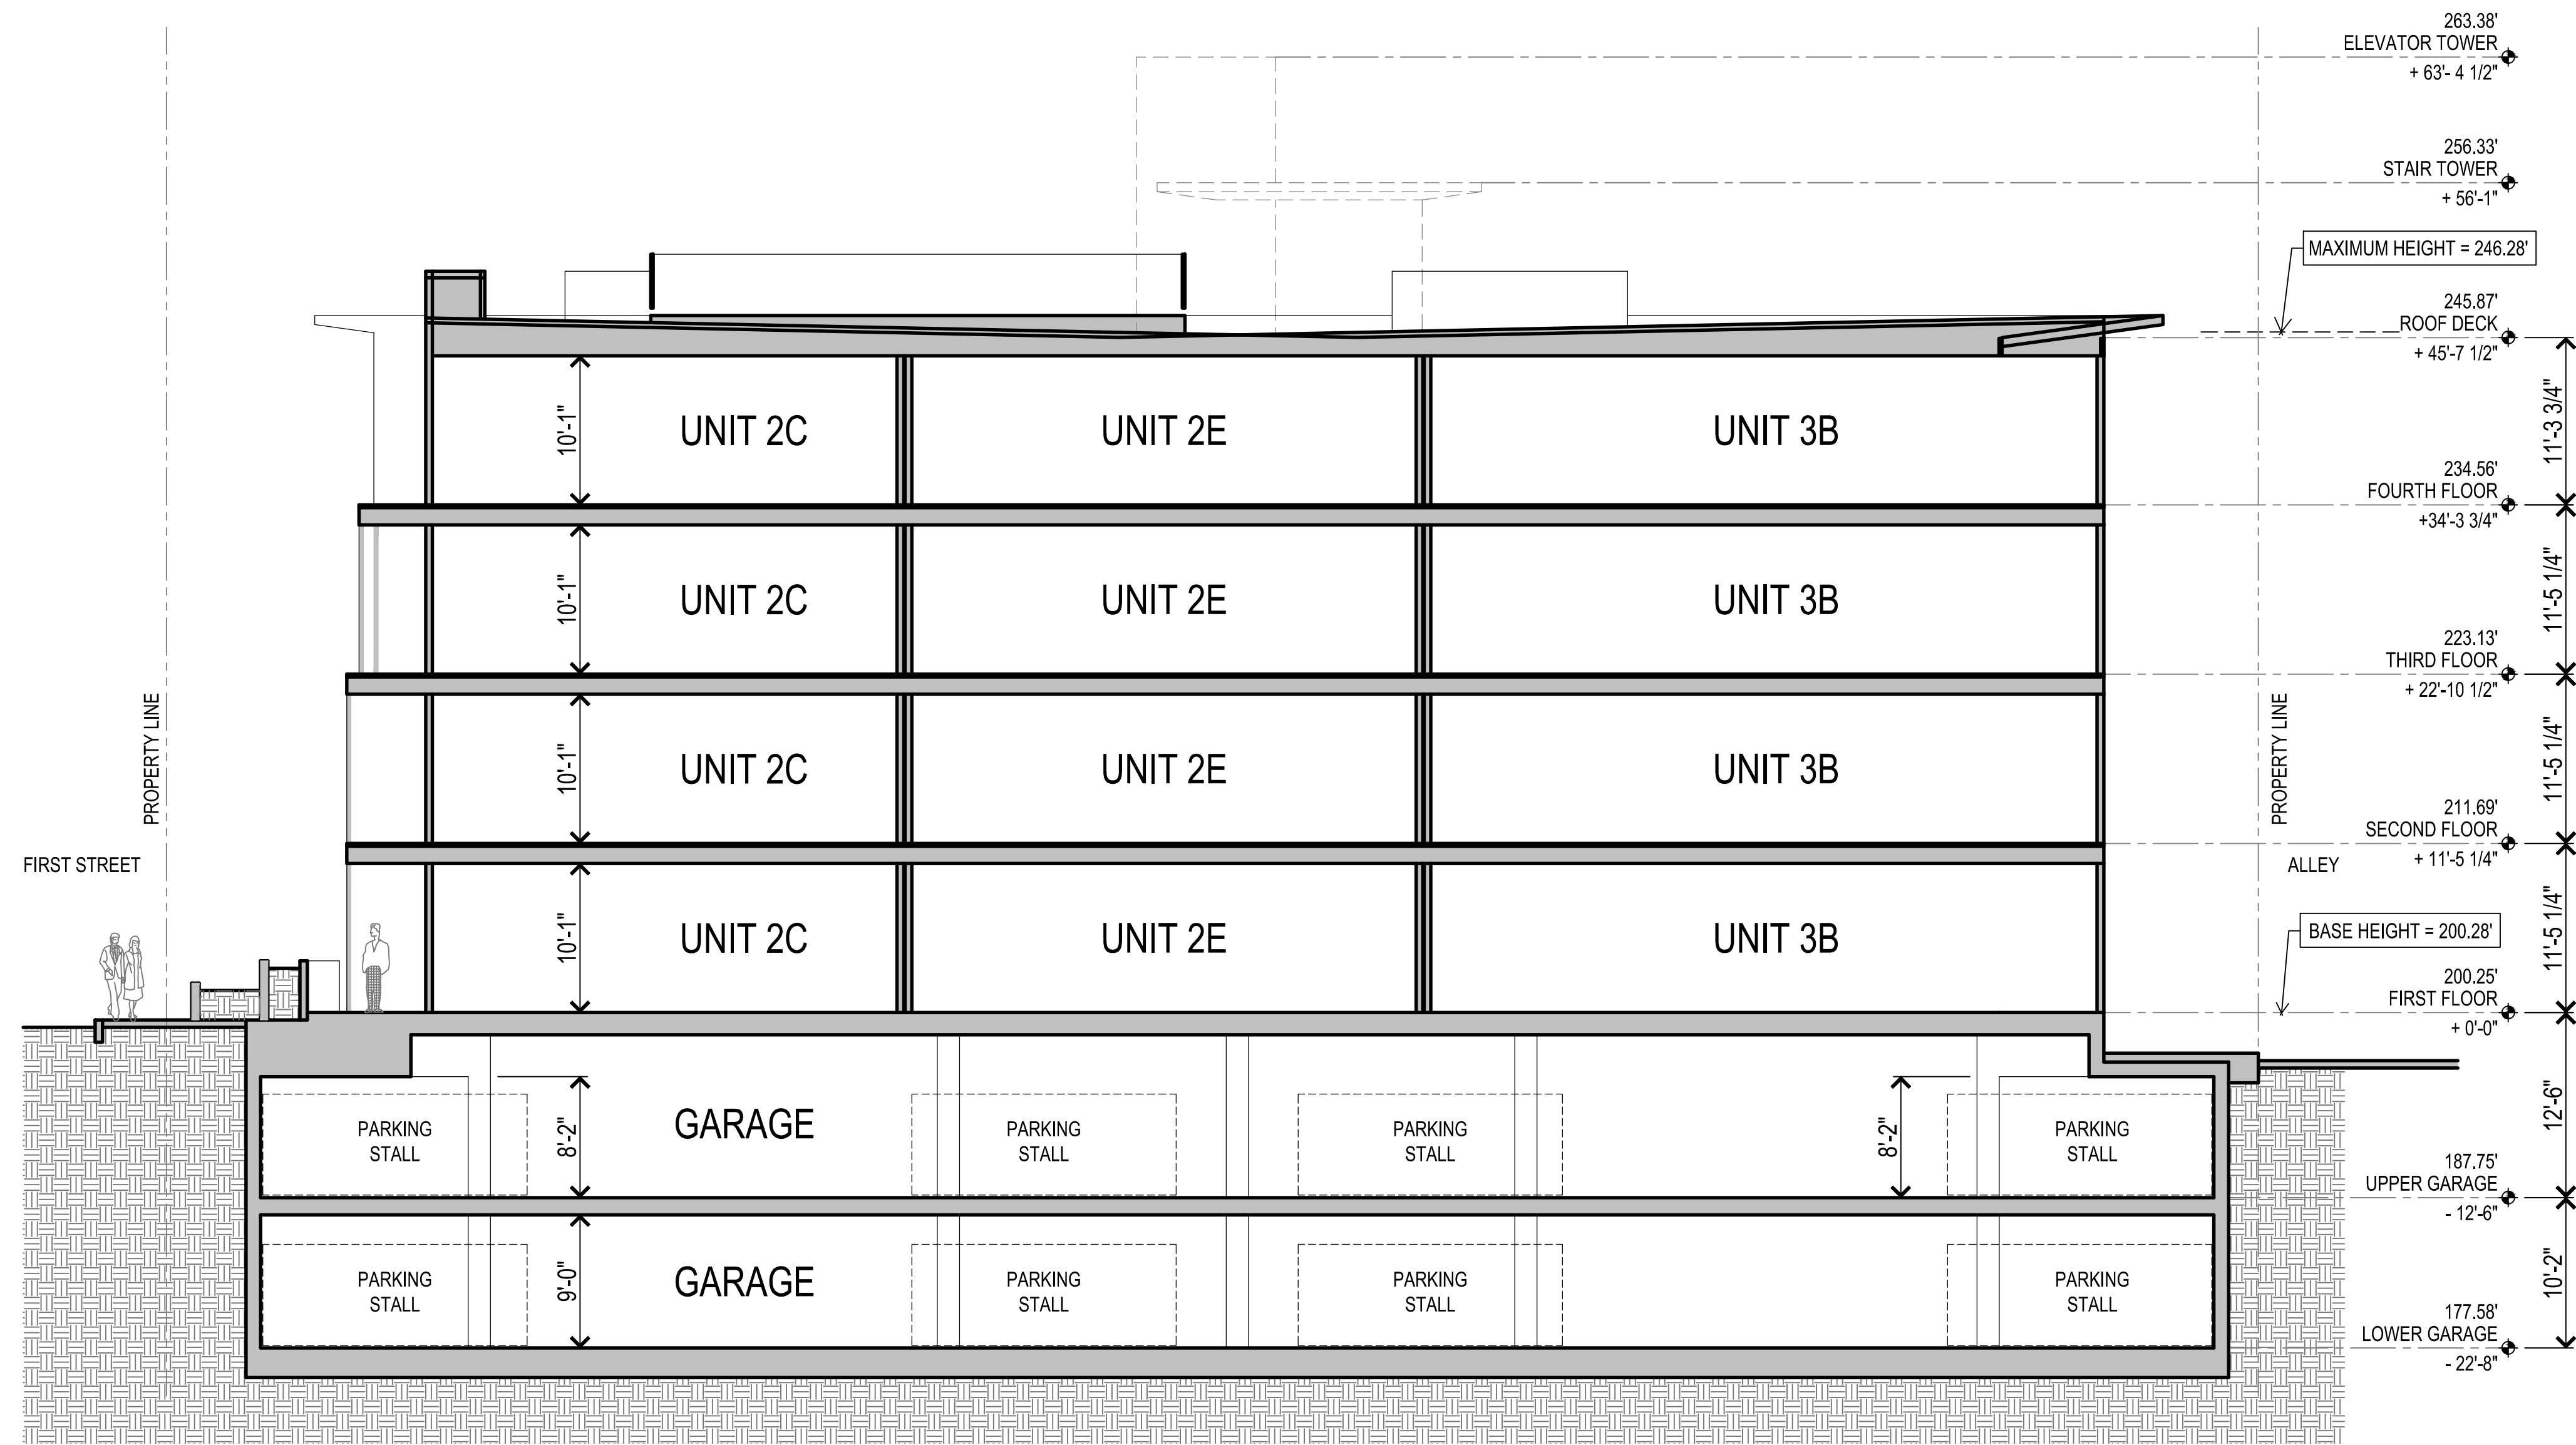 263.38'
ELEVATOR TOWER
+ 63'- 4 1/2"
256.33'
STAIR TOWER
+ 56'-1"
MAXIMUM HEIGHT = 246.28'
245.87'
ROOF DECK
+ 45'-7 1/2"
11'-3 3/4"
10'-1"
UNIT 2C
UNIT 2E
UNIT 3B
234.56'
FOURTH FLOOR
+34'-3 3/4"
11'-5 1/4"
10'-1"
UNIT 2C
UNIT 2E
UNIT 3B
223.13'
THIRD FLOOR
+ 22'-10 1/2"
PROPERTY LINE
PROPERTY LINE
11'-5 1/4"
10'-1"
UNIT 2C
UNIT 2E
UNIT 3B
211.69'
SECOND FLOOR
+ 11'-5 1/4"
FIRST STREET
ALLEY
11'-5 1/4"
10'-1"
UNIT 2C
UNIT 2E
UNIT 3B
BASE HEIGHT = 200.28'
200.25'
FIRST FLOOR
+ 0'-0"
12'-6"
PARKING
STALL
8'-2"
GARAGE
PARKING
STALL
PARKING
STALL
8'-2"
PARKING
STALL
187.75'
UPPER GARAGE
- 12'-6"
10'-2"
PARKING
STALL
9'-0"
GARAGE
PARKING
STALL
PARKING
STALL
PARKING
STALL
177.58'
LOWER GARAGE
- 22'-8"